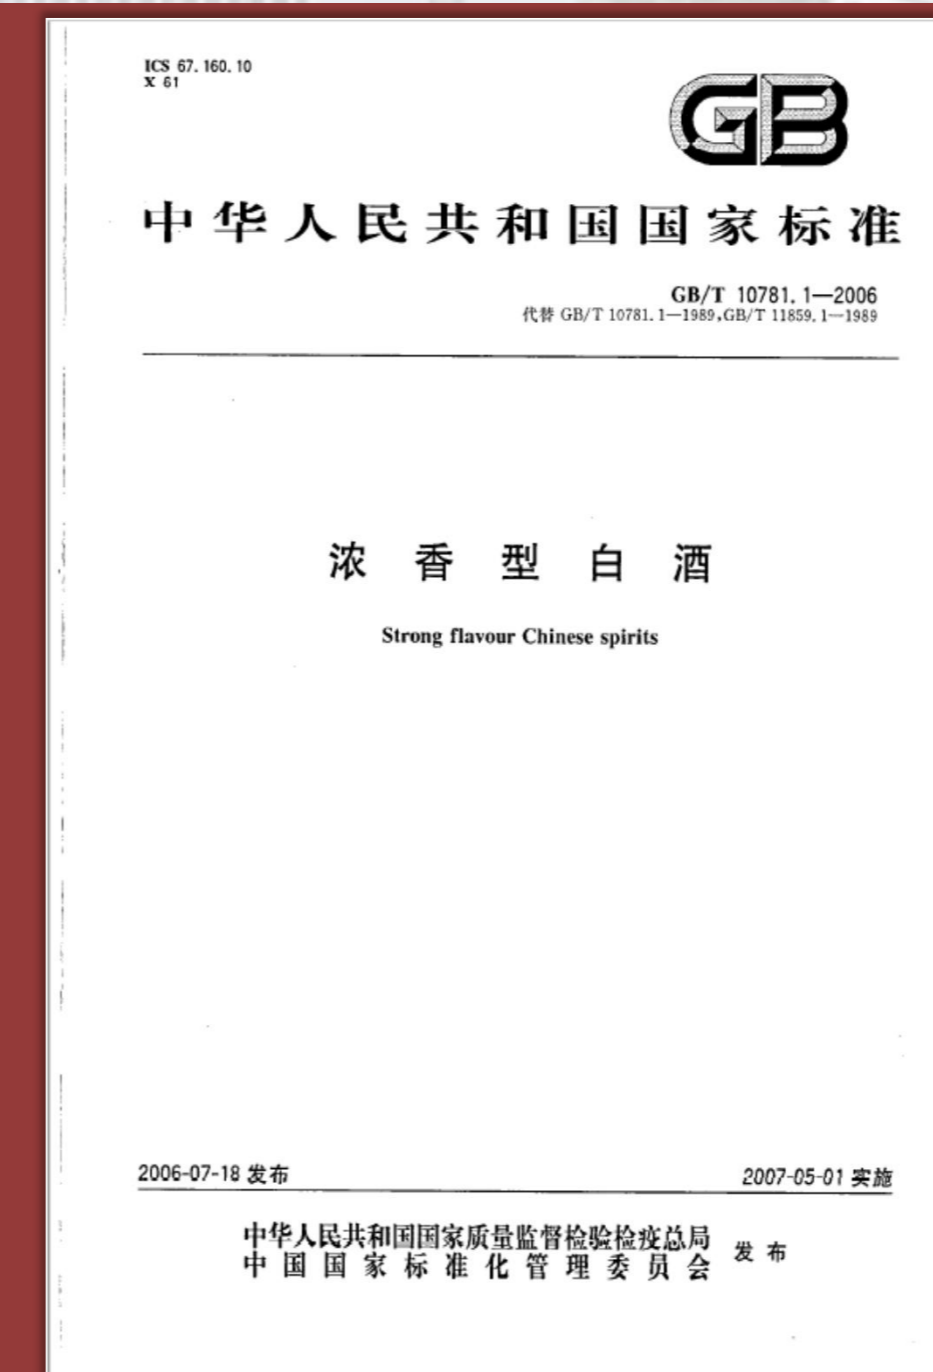 ICS 67.160.10
X 61
GB
中华人民共和国国家标准
GB/T 10781.1—2006
代替 GB/T 10781.1—1989,GB/T 11859.1—1989
浓香型白酒
Strong flavour Chinese spirits
2006-07-18 发布
2007-05-01 实施
中华人民共和国国家质量监督检验检疫总局
中国国家标准化管理委员会
发布